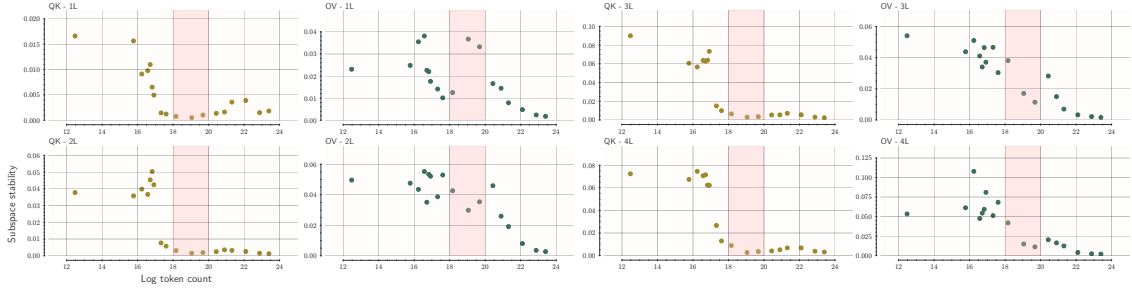 QK - 1L
0.020
0.015
0.010
0.005
0.000
12 14 16 18 20 22 24
OV - 1L
0.04
0.03
0.02
0.01
0.00
12 14 16 18 20 22 24
QK - 3L
0.10
0.08
0.06
0.04
0.02
0.00
12 14 16 18 20 22 24
OV - 3L
0.06
0.05
0.04
0.03
0.02
0.01
0.00
12 14 16 18 20 22 24
Subspace stability
QK - 2L
0.06
0.05
0.04
0.03
0.02
0.01
0.00
12 14 16 18 20 22 24
Log token count
OV - 2L
0.06
0.04
0.02
0.00
12 14 16 18 20 22 24
QK - 4L
0.08
0.06
0.04
0.02
0.00
12 14 16 18 20 22 24
OV - 4L
0.125
0.100
0.075
0.050
0.025
0.000
12 14 16 18 20 22 24